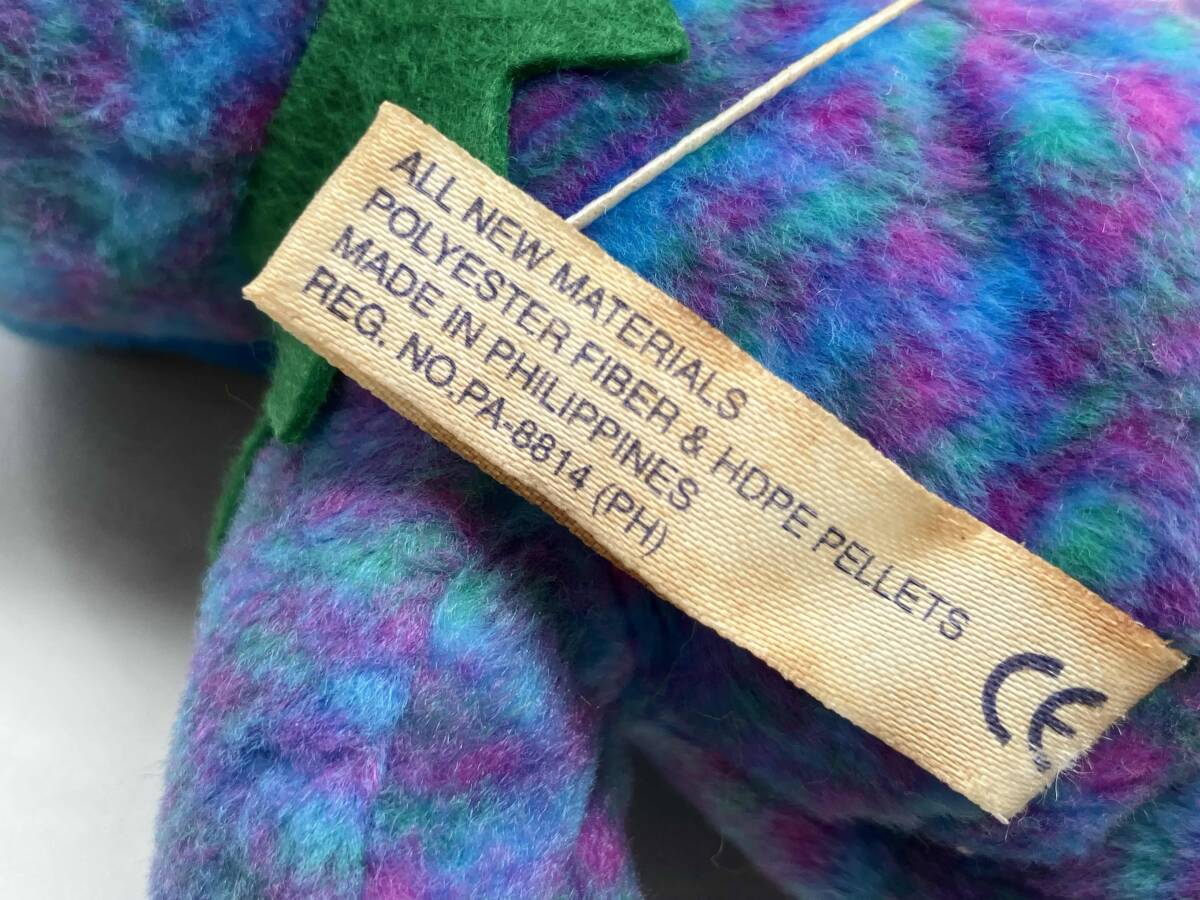 ALL NEW MATERIALS
POLYESTER FIBER & HDPE PELLETS
MADE IN PHILIPPINES
REG. NO.PA-8814 (PH)
CE